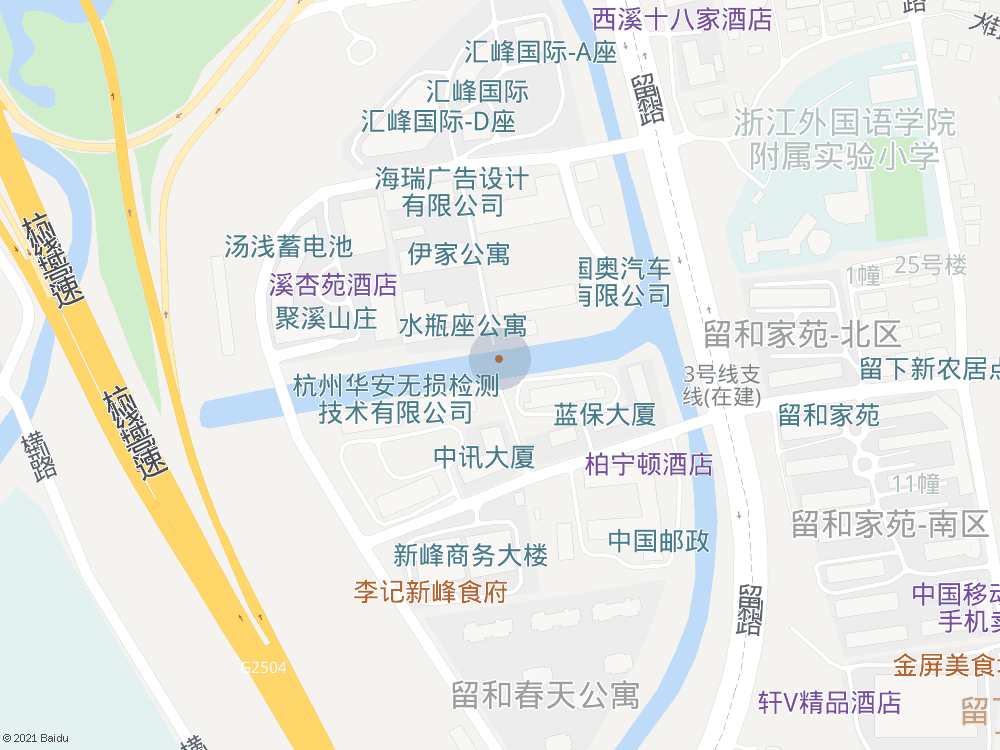 西溪十八家酒店
路
汇峰国际-A座
汇峰国际
汇峰国际-D座
留和路
浙江外国语学院
附属实验小学
海瑞广告设计
有限公司
杭绕高速
汤浅蓄电池
伊家公寓
国奥汽车
有限公司
1幢
25号楼
溪杏苑酒店
聚溪山庄
水瓶座公寓
留和家苑-北区
3号线支
线(在建)
留下新农居点
杭州华安无损检测
技术有限公司
蓝保大厦
留和家苑
杭绕高速
横埠路
中讯大厦
柏宁顿酒店
11幢
留和家苑-南区
新峰商务大楼
中国邮政
李记新峰食府
留和路
中国移动
手机卖
G2504
金屏美食
留和春天公寓
轩V精品酒店
留下
© 2021 Baidu
横